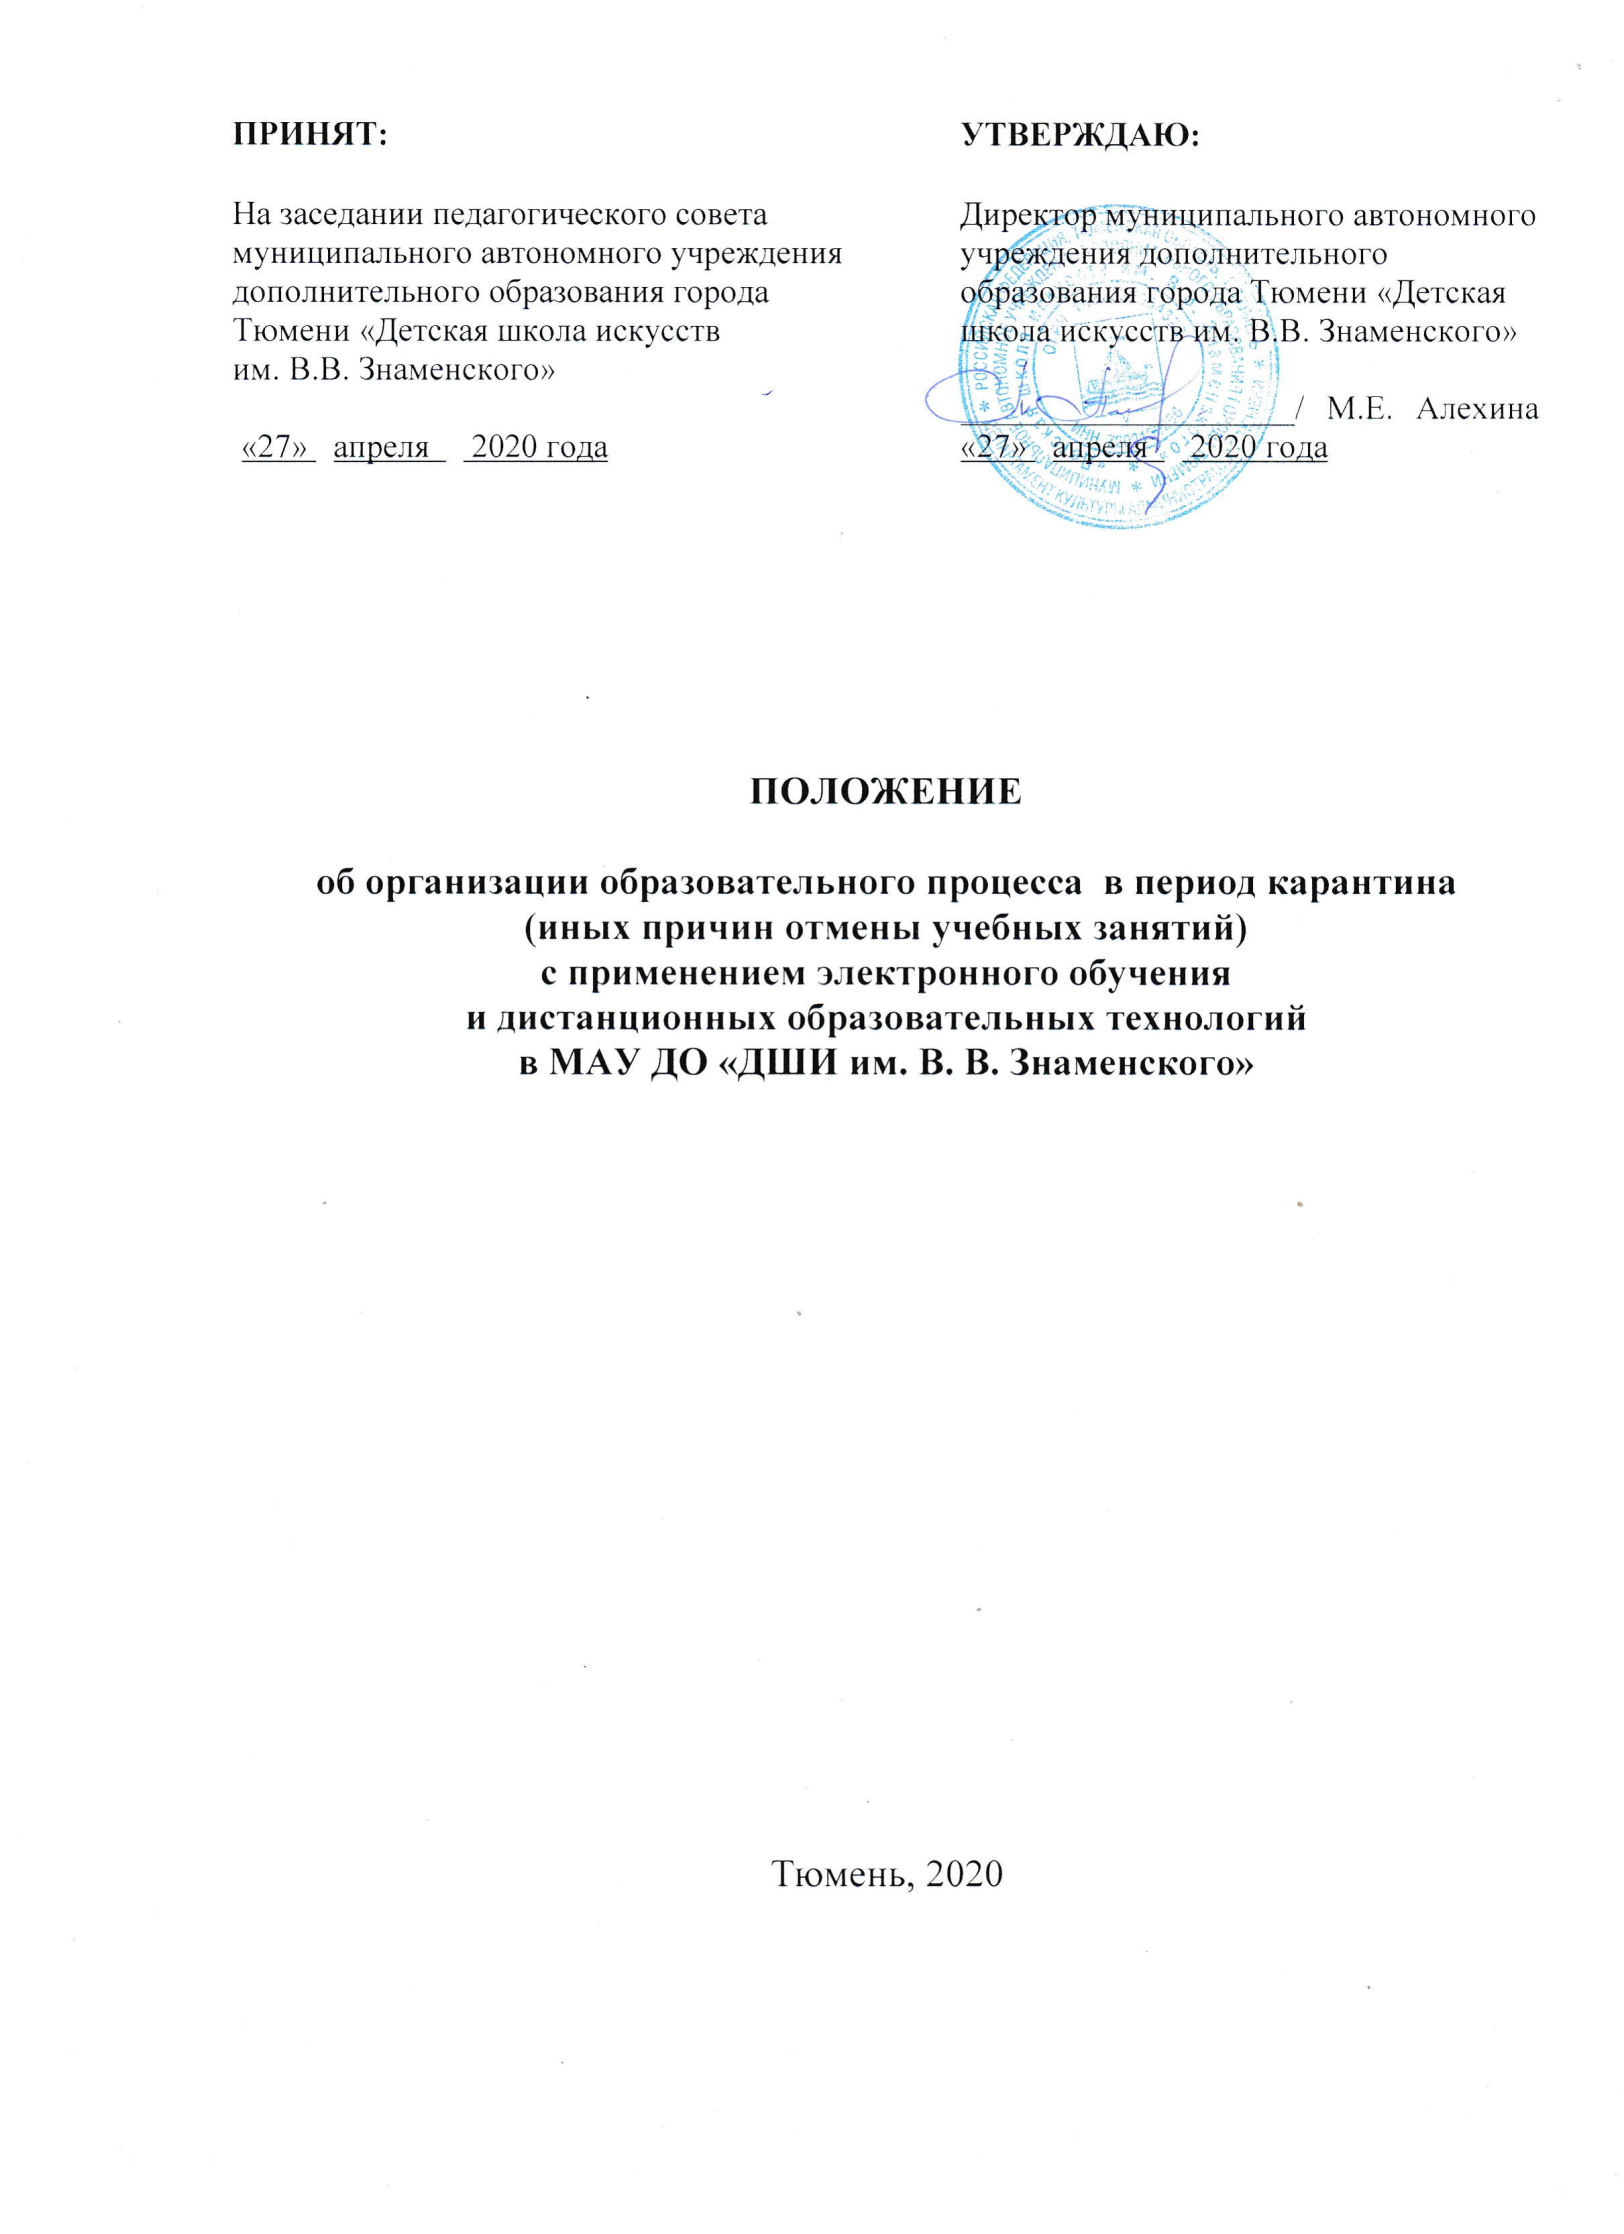 ПРИНЯТ:
На заседании педагогического совета
муниципального автономного учреждения
дополнительного образования города
Тюмени «Детская школа искусств
им. В.В. Знаменского»
«27» апреля 2020 года
УТВЕРЖДАЮ:
Директор муниципального автономного
учреждения дополнительного
образования города Тюмени «Детская
школа искусств им. В.В. Знаменского»
/ М.Е. Алехина
«27» апреля 2020 года
ПОЛОЖЕНИЕ
об организации образовательного процесса в период карантина
(иных причин отмены учебных занятий)
с применением электронного обучения
и дистанционных образовательных технологий
в МАУ ДО «ДШИ им. В. В. Знаменского»
Тюмень, 2020